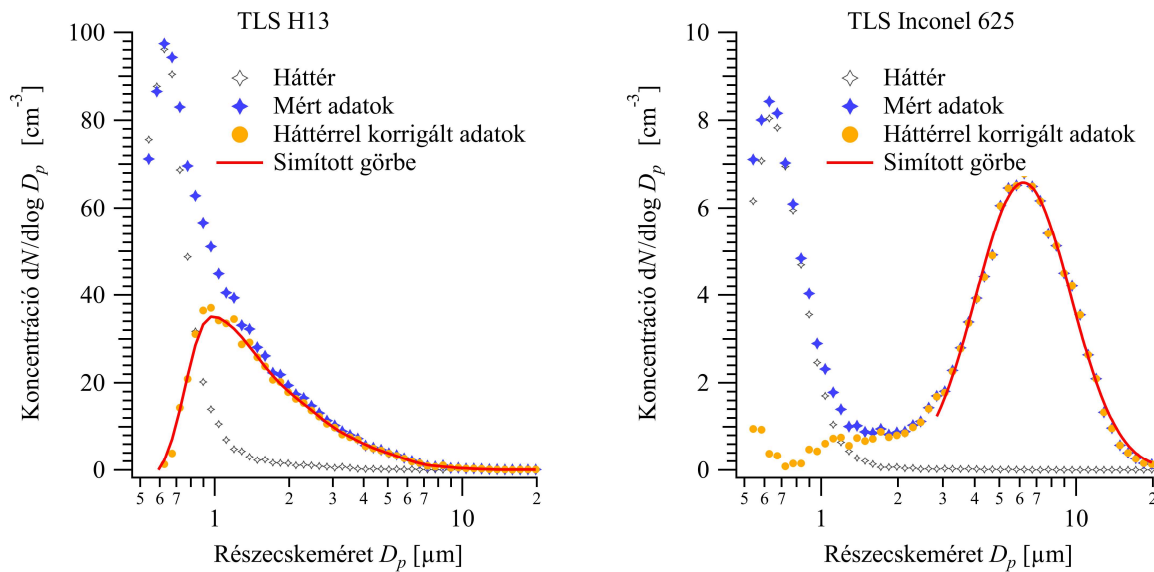 TLS H13
100
80
60
40
20
0
Koncentráció dN/dlog Dp [cm-3]
Háttér
Mért adatok
Háttérrel korrigált adatok
Simított görbe
5 6 7 2 3 4 5 6 7 2
1 10
Részecskeméret Dp [µm]
TLS Inconel 625
10
8
6
4
2
0
Koncentráció dN/dlog Dp [cm-3]
Háttér
Mért adatok
Háttérrel korrigált adatok
Simított görbe
5 6 7 2 3 4 5 6 7 2
1 10
Részecskeméret Dp [µm]